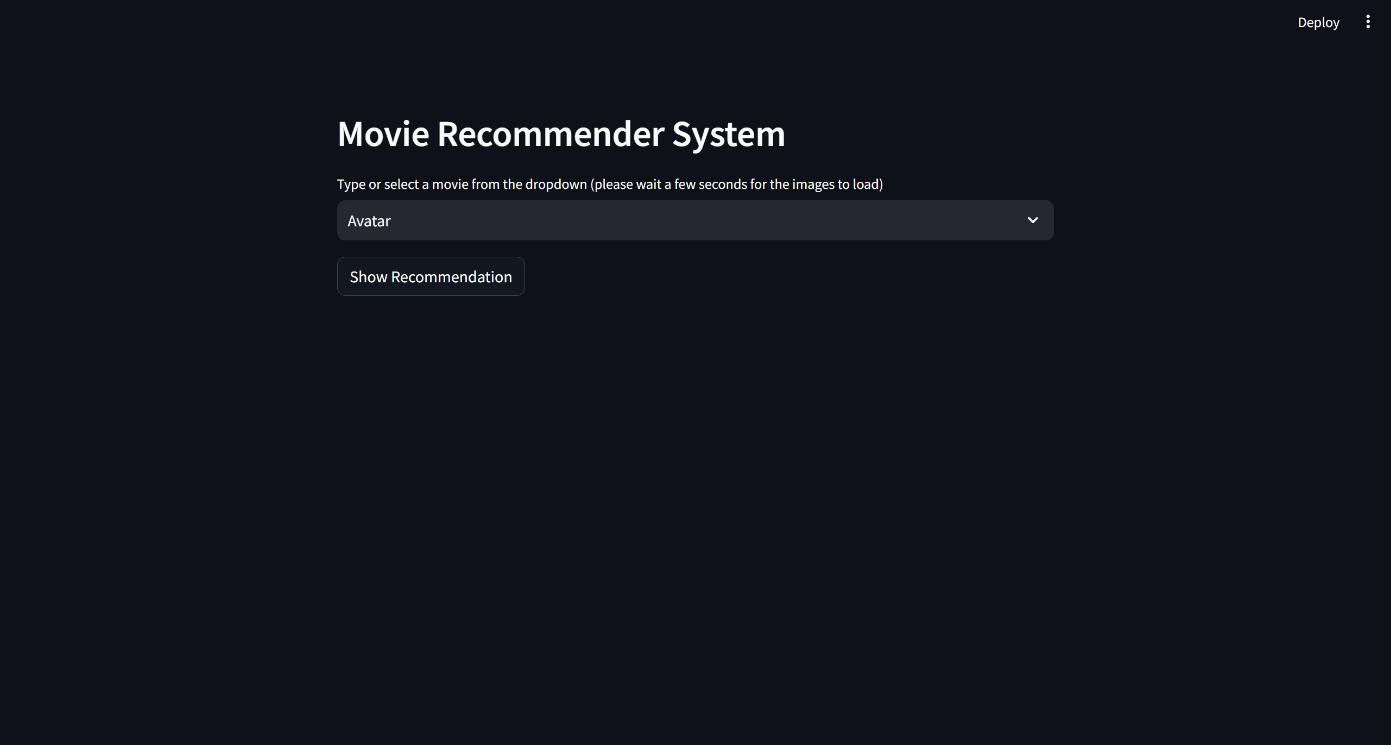 Deploy
Movie Recommender System
Type or select a movie from the dropdown (please wait a few seconds for the images to load)
Avatar
Show Recommendation